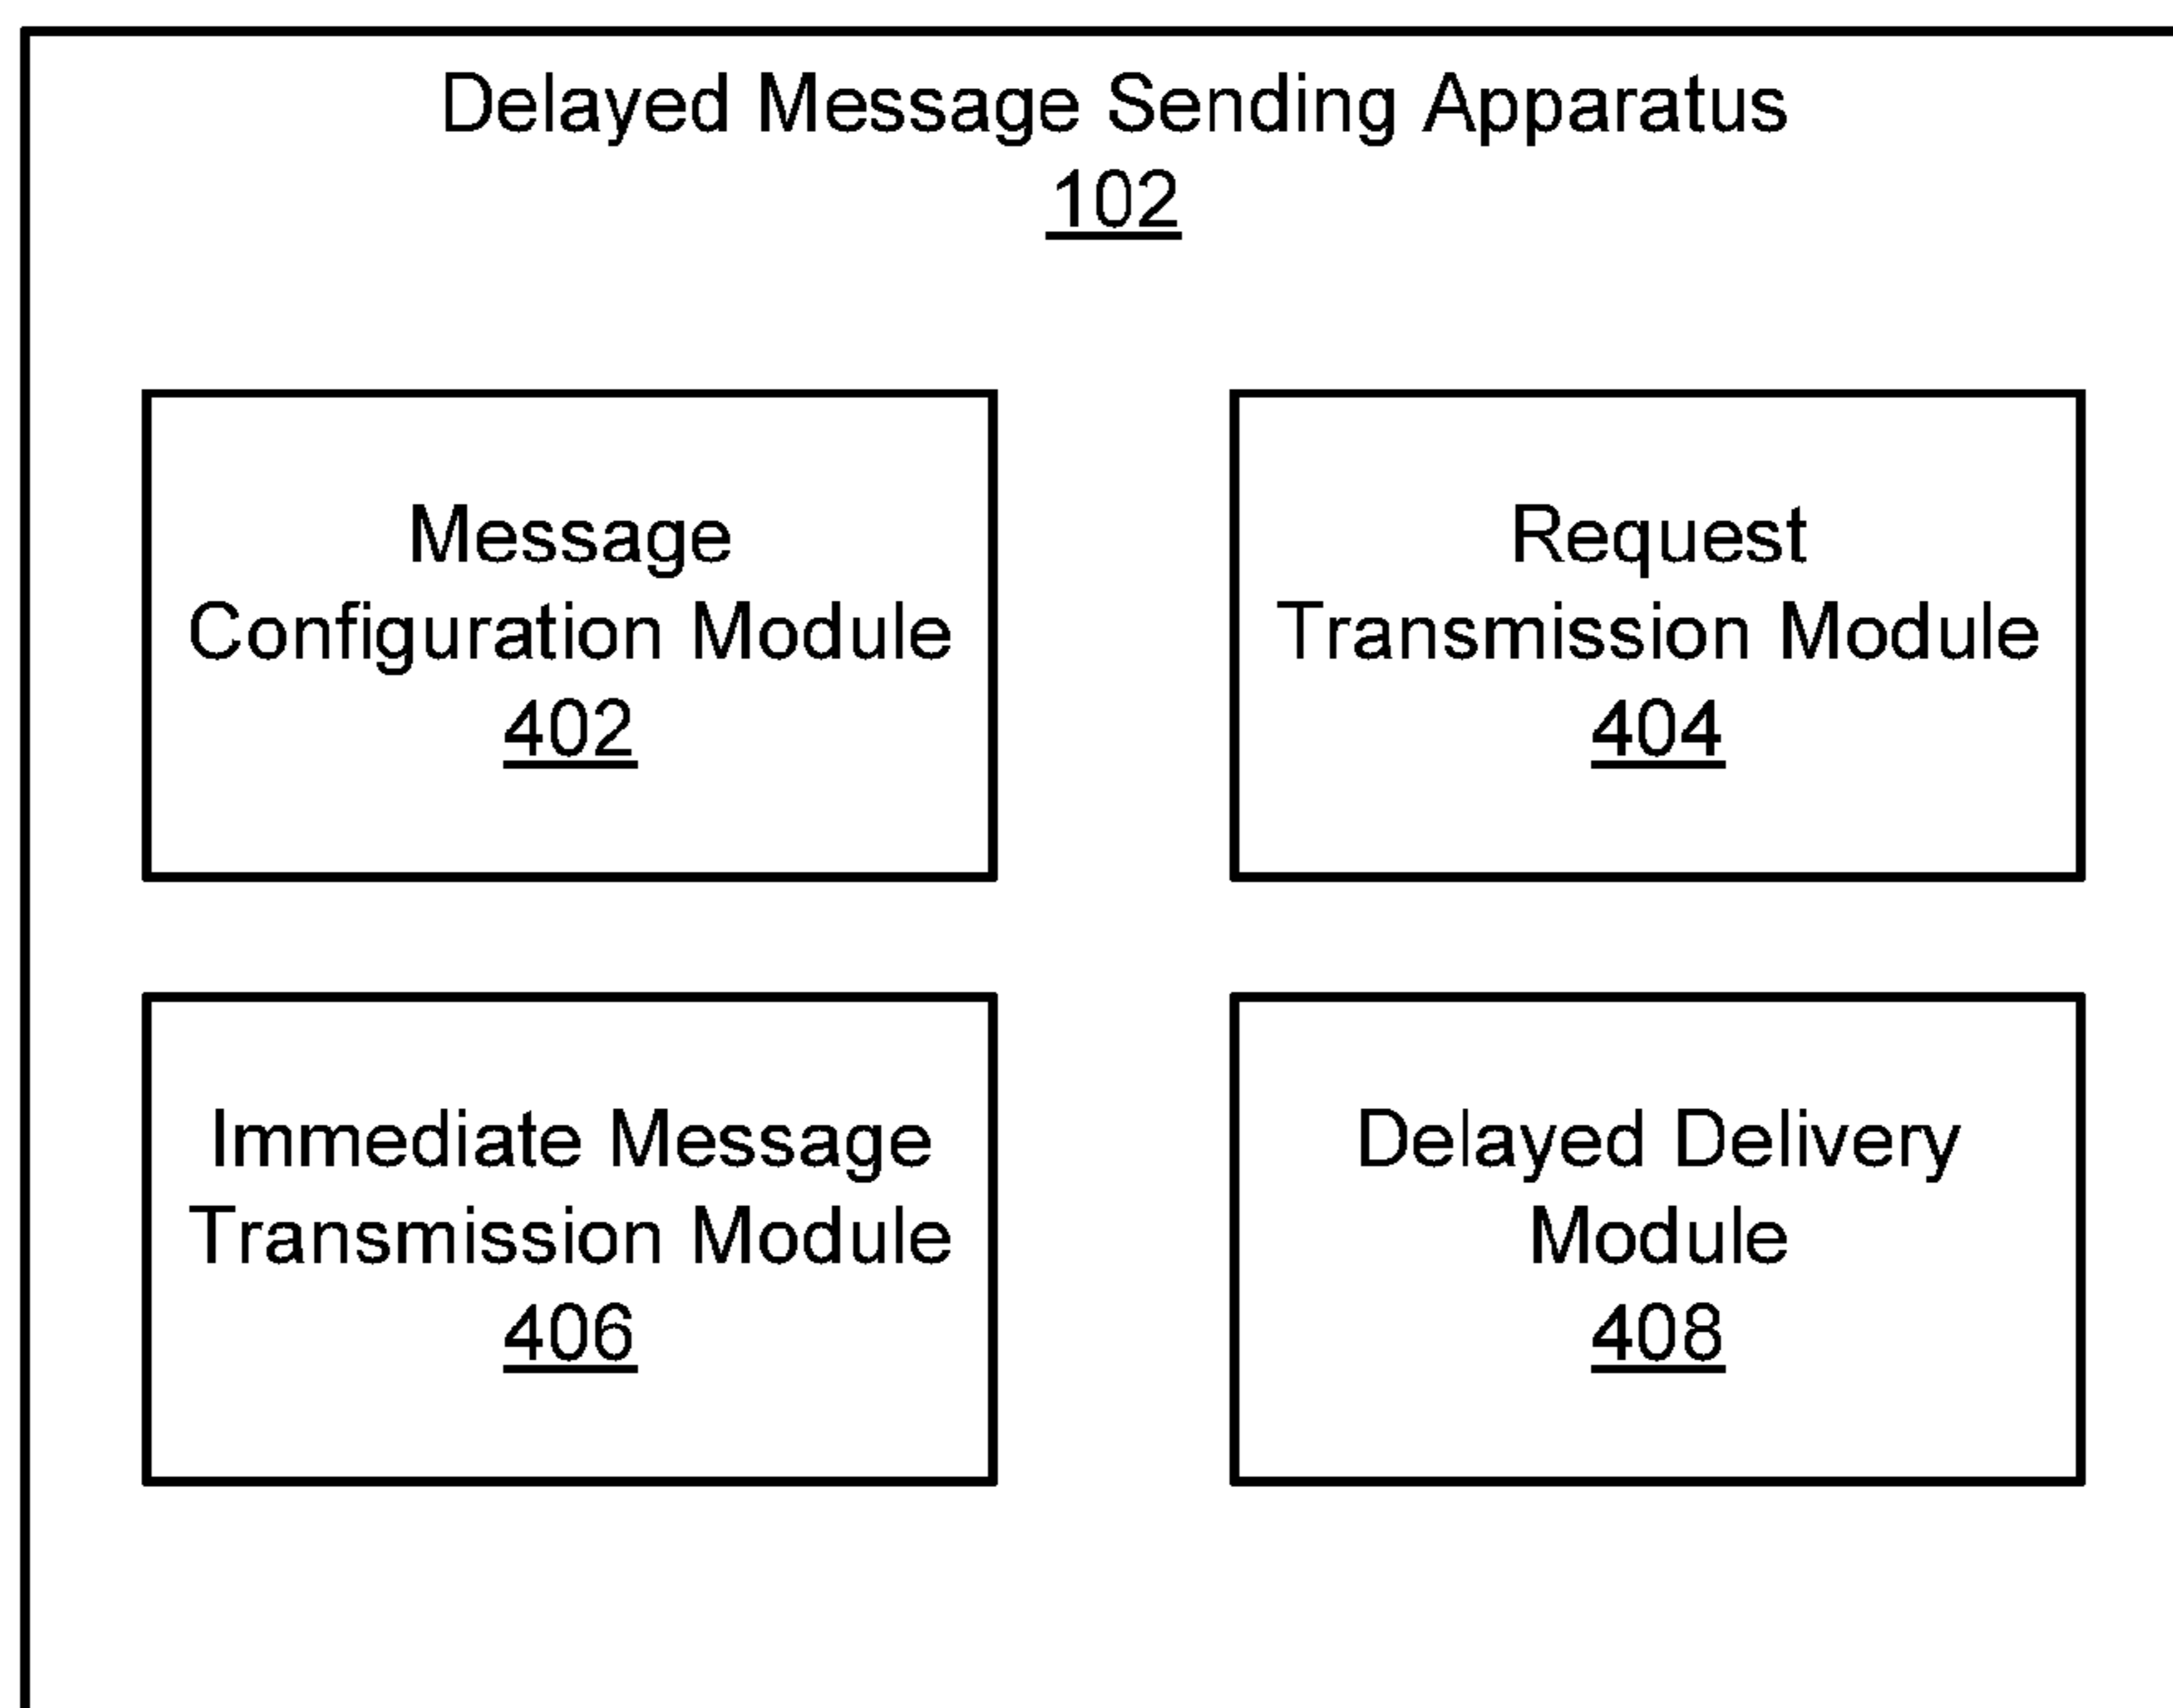 Delayed Message Sending Apparatus
102
Message
Configuration Module
402
Request
Transmission Module
404
Immediate Message
Transmission Module
406
Delayed Delivery
Module
408